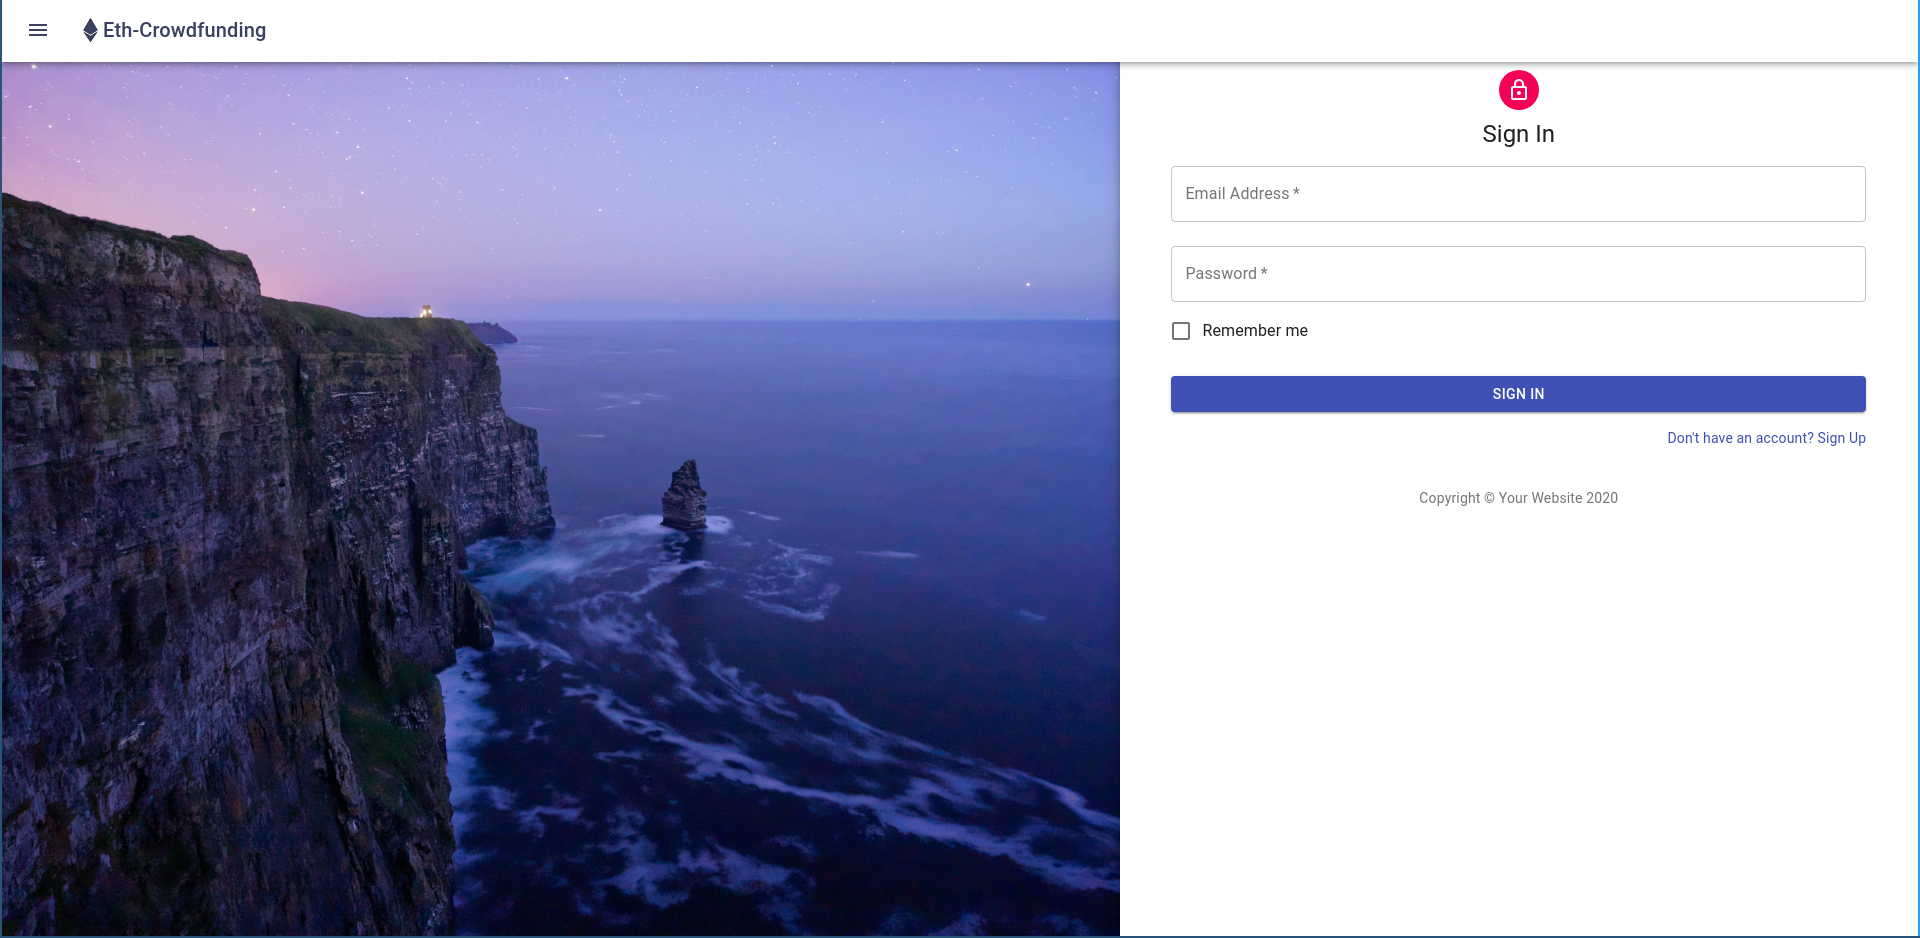 Eth-Crowdfunding
Sign In
Email Address *
Password *
Remember me
SIGN IN
Don't have an account? Sign Up
Copyright © Your Website 2020